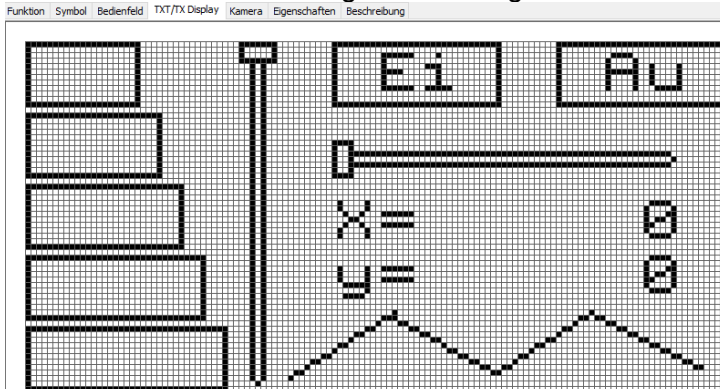 Funktion Symbol Bedienfeld TXT/TX Display Kamera Eigenschaften Beschreibung
Ei Au
X= 0
y= 0